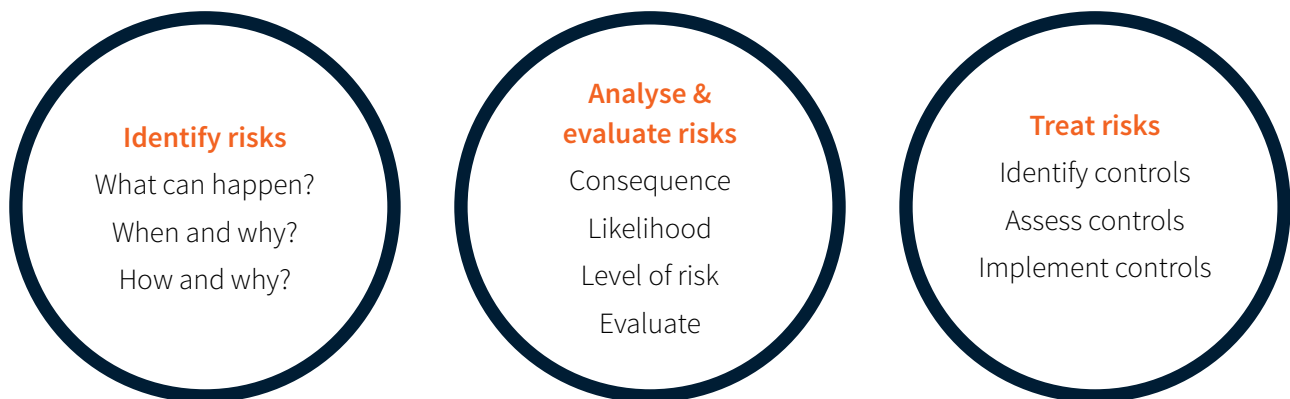 Identify risks
What can happen?
When and why?
How and why?
Analyse &
evaluate risks
Consequence
Likelihood
Level of risk
Evaluate
Treat risks
Identify controls
Assess controls
Implement controls